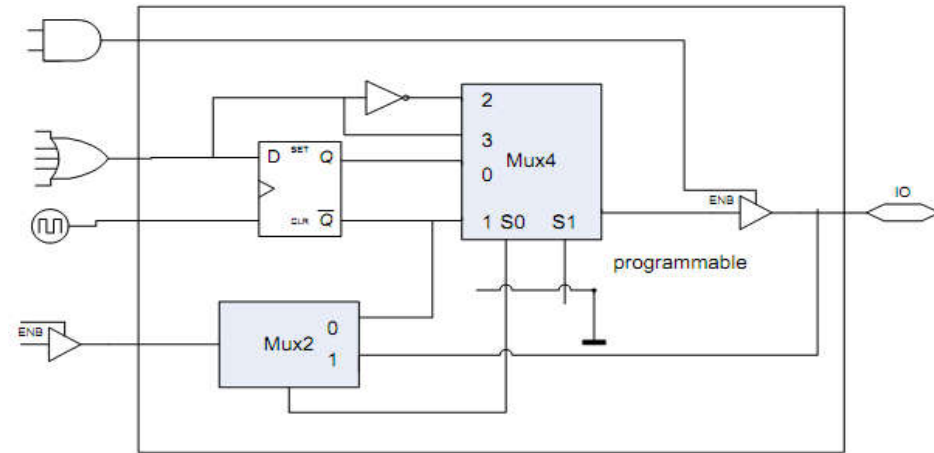 2
3
Mux4
0
1 S0 S1
D SET Q
CLR Q
IO
ENB
programmable
ENB
0
Mux2
1